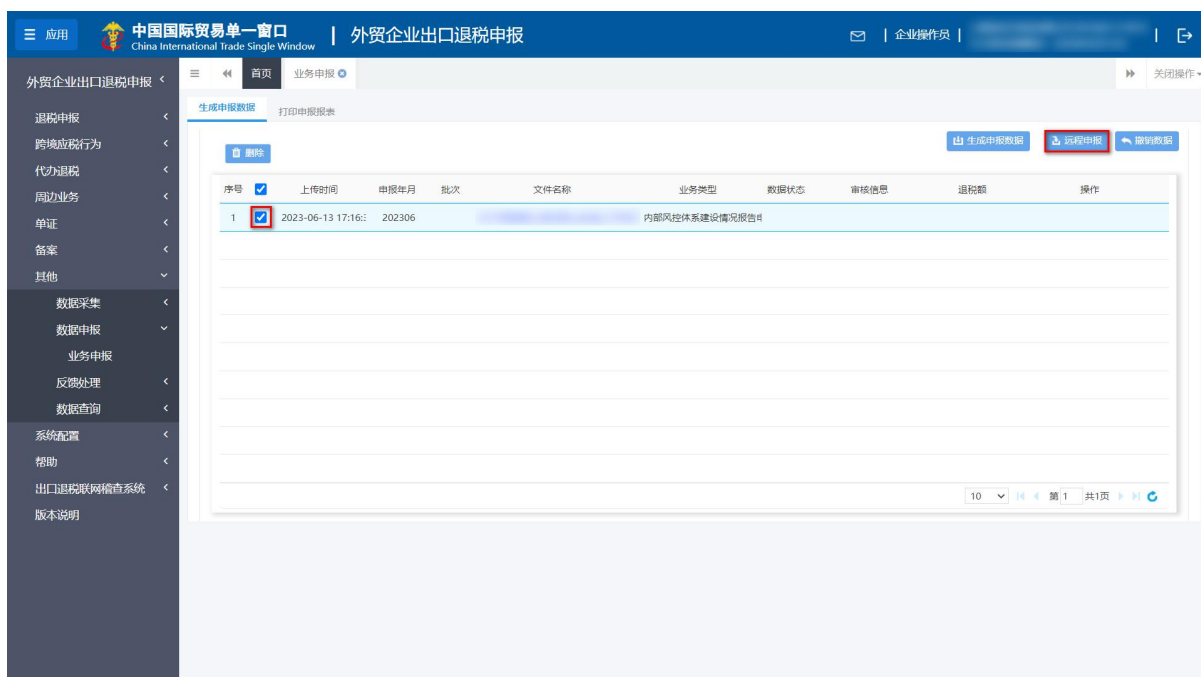 应用
中国国际贸易单一窗口
China International Trade Single Window
外贸企业出口退税申报
企业操作员
外贸企业出口退税申报
首页
业务申报
关闭操作
退税申报
跨境应税行为
代办退税
周边业务
单证
备案
其他
数据采集
数据申报
业务申报
反馈处理
数据查询
系统配置
帮助
出口退税联网稽查系统
版本说明
生成申报数据
打印申报报表
删除
生成申报数据
远程申报
撤销数据
序号 上传时间 申报年月 批次 文件名称 业务类型 数据状态 审核信息 退税额 操作
1 2023-06-13 17:16: 202306 内部风控体系建设情况报告
10 第 1 共1页